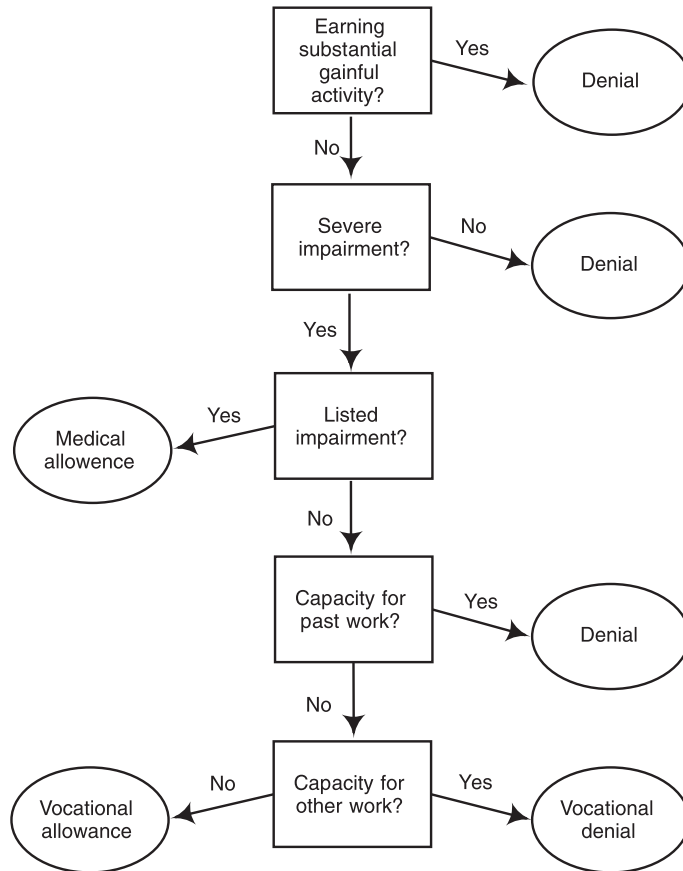 Earning
substantial
gainful
activity?
Yes
Denial
No
Severe
impairment?
No
Denial
Yes
Listed
impairment?
Yes
Medical
allowence
No
Capacity for
past work?
Yes
Denial
No
Capacity for
other work?
No
Vocational
allowance
Yes
Vocational
denial